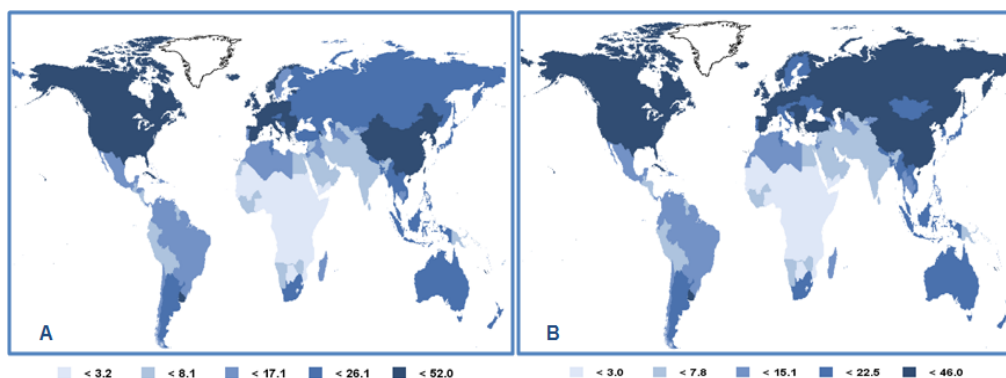 A
B
< 3.2 < 8.1 < 17.1 < 26.1 < 52.0
< 3.0 < 7.8 < 15.1 < 22.5 < 46.0